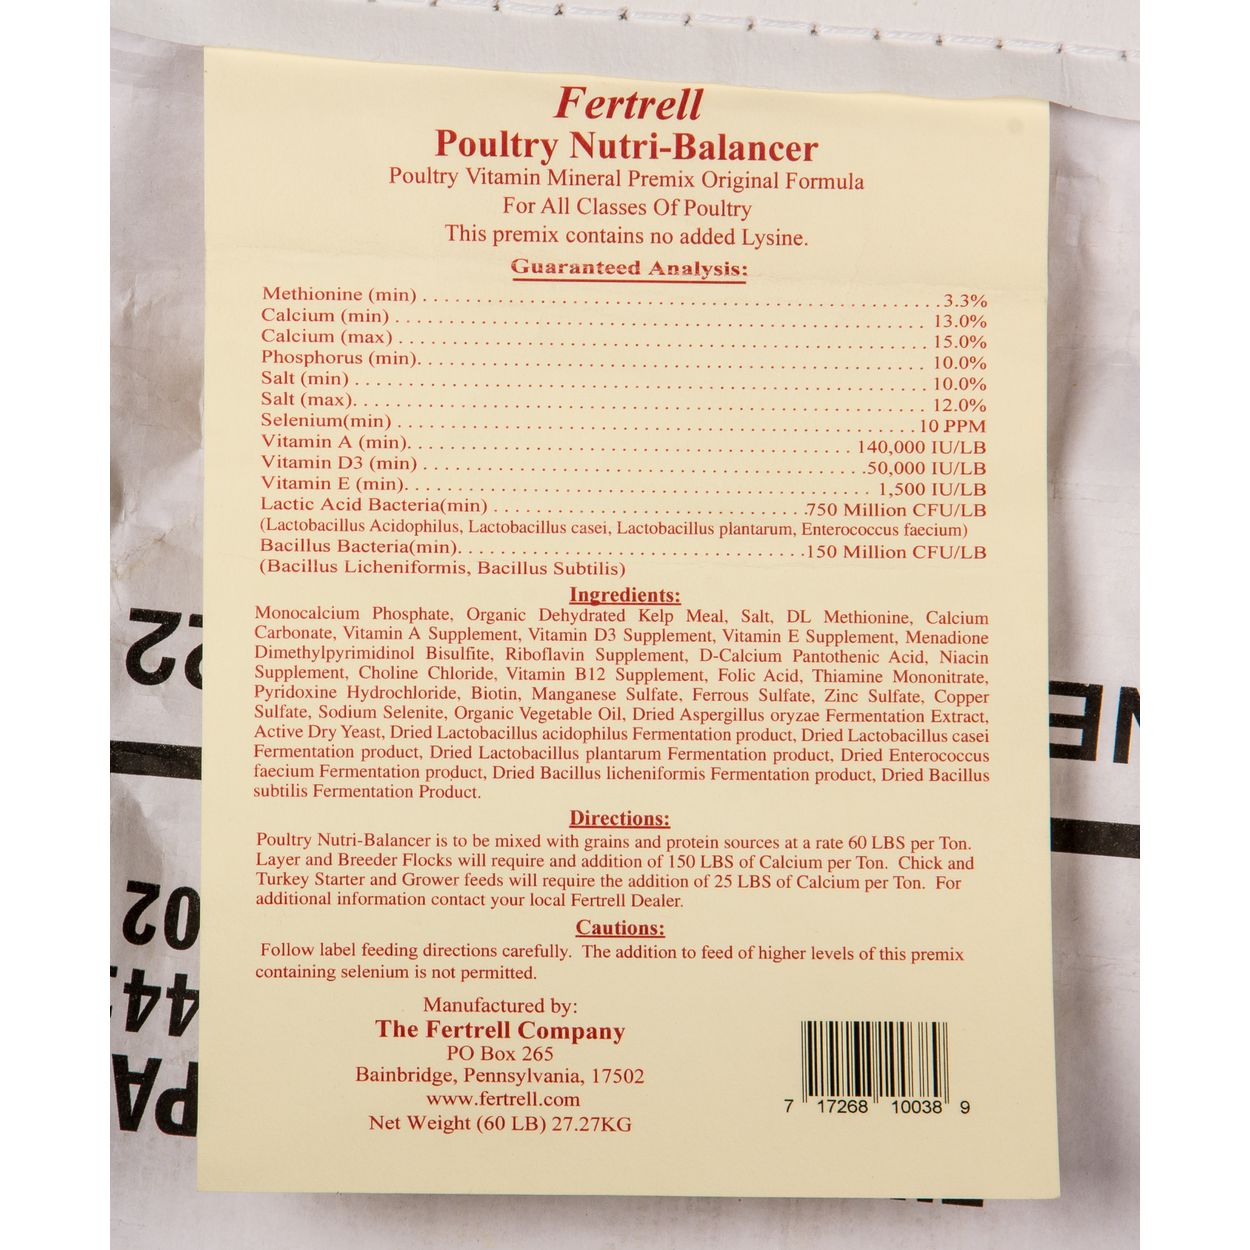 Fertrell
Poultry Nutri-Balancer
Poultry Vitamin Mineral Premix Original Formula
For All Classes Of Poultry
This premix contains no added Lysine.
Guaranteed Analysis:
Methionine (min) . . . . . . . . . . . . . . . . . . . . . . . . . . . . . . . . . . . . . . 3.3%
Calcium (min) . . . . . . . . . . . . . . . . . . . . . . . . . . . . . . . . . . . . . . 13.0%
Calcium (max) . . . . . . . . . . . . . . . . . . . . . . . . . . . . . . . . . . . . . . 15.0%
Phosphorus (min). . . . . . . . . . . . . . . . . . . . . . . . . . . . . . . . . . . . . 10.0%
Salt (min) . . . . . . . . . . . . . . . . . . . . . . . . . . . . . . . . . . . . . . . . 10.0%
Salt (max). . . . . . . . . . . . . . . . . . . . . . . . . . . . . . . . . . . . . . . . 12.0%
Selenium(min) . . . . . . . . . . . . . . . . . . . . . . . . . . . . . . . . . . . . . 10 PPM
Vitamin A (min). . . . . . . . . . . . . . . . . . . . . . . . . . . . . . . . 140,000 IU/LB
Vitamin D3 (min) . . . . . . . . . . . . . . . . . . . . . . . . . . . . . . . .50,000 IU/LB
Vitamin E (min). . . . . . . . . . . . . . . . . . . . . . . . . . . . . . . . . 1,500 IU/LB
Lactic Acid Bacteria(min) . . . . . . . . . . . . . . . . . . . . . . .750 Million CFU/LB
(Lactobacillus Acidophilus, Lactobacillus casei, Lactobacillus plantarum, Enterococcus faecium)
Bacillus Bacteria(min). . . . . . . . . . . . . . . . . . . . . . . . .150 Million CFU/LB
(Bacillus Licheniformis, Bacillus Subtilis)
Ingredients:
Monocalcium Phosphate, Organic Dehydrated Kelp Meal, Salt, DL Methionine, Calcium
Carbonate, Vitamin A Supplement, Vitamin D3 Supplement, Vitamin E Supplement, Menadione
Dimethylpyrimidinol Bisulfite, Riboflavin Supplement, D-Calcium Pantothenic Acid, Niacin
Supplement, Choline Chloride, Vitamin B12 Supplement, Folic Acid, Thiamine Mononitrate,
Pyridoxine Hydrochloride, Biotin, Manganese Sulfate, Ferrous Sulfate, Zinc Sulfate, Copper
Sulfate, Sodium Selenite, Organic Vegetable Oil, Dried Aspergillus oryzae Fermentation Extract,
Active Dry Yeast, Dried Lactobacillus acidophilus Fermentation product, Dried Lactobacillus casei
Fermentation product, Dried Lactobacillus plantarum Fermentation product, Dried Enterococcus
faecium Fermentation product, Dried Bacillus licheniformis Fermentation product, Dried Bacillus
subtilis Fermentation Product.
Directions:
Poultry Nutri-Balancer is to be mixed with grains and protein sources at a rate 60 LBS per Ton.
Layer and Breeder Flocks will require and addition of 150 LBS of Calcium per Ton. Chick and
Turkey Starter and Grower feeds will require the addition of 25 LBS of Calcium per Ton. For
additional information contact your local Fertrell Dealer.
Cautions:
Follow label feeding directions carefully. The addition to feed of higher levels of this premix
containing selenium is not permitted.
Manufactured by:
The Fertrell Company
PO Box 265
Bainbridge, Pennsylvania, 17502
www.fertrell.com
Net Weight (60 LB) 27.27KG
7 17268 10038 9
22
NE
02
44
PA